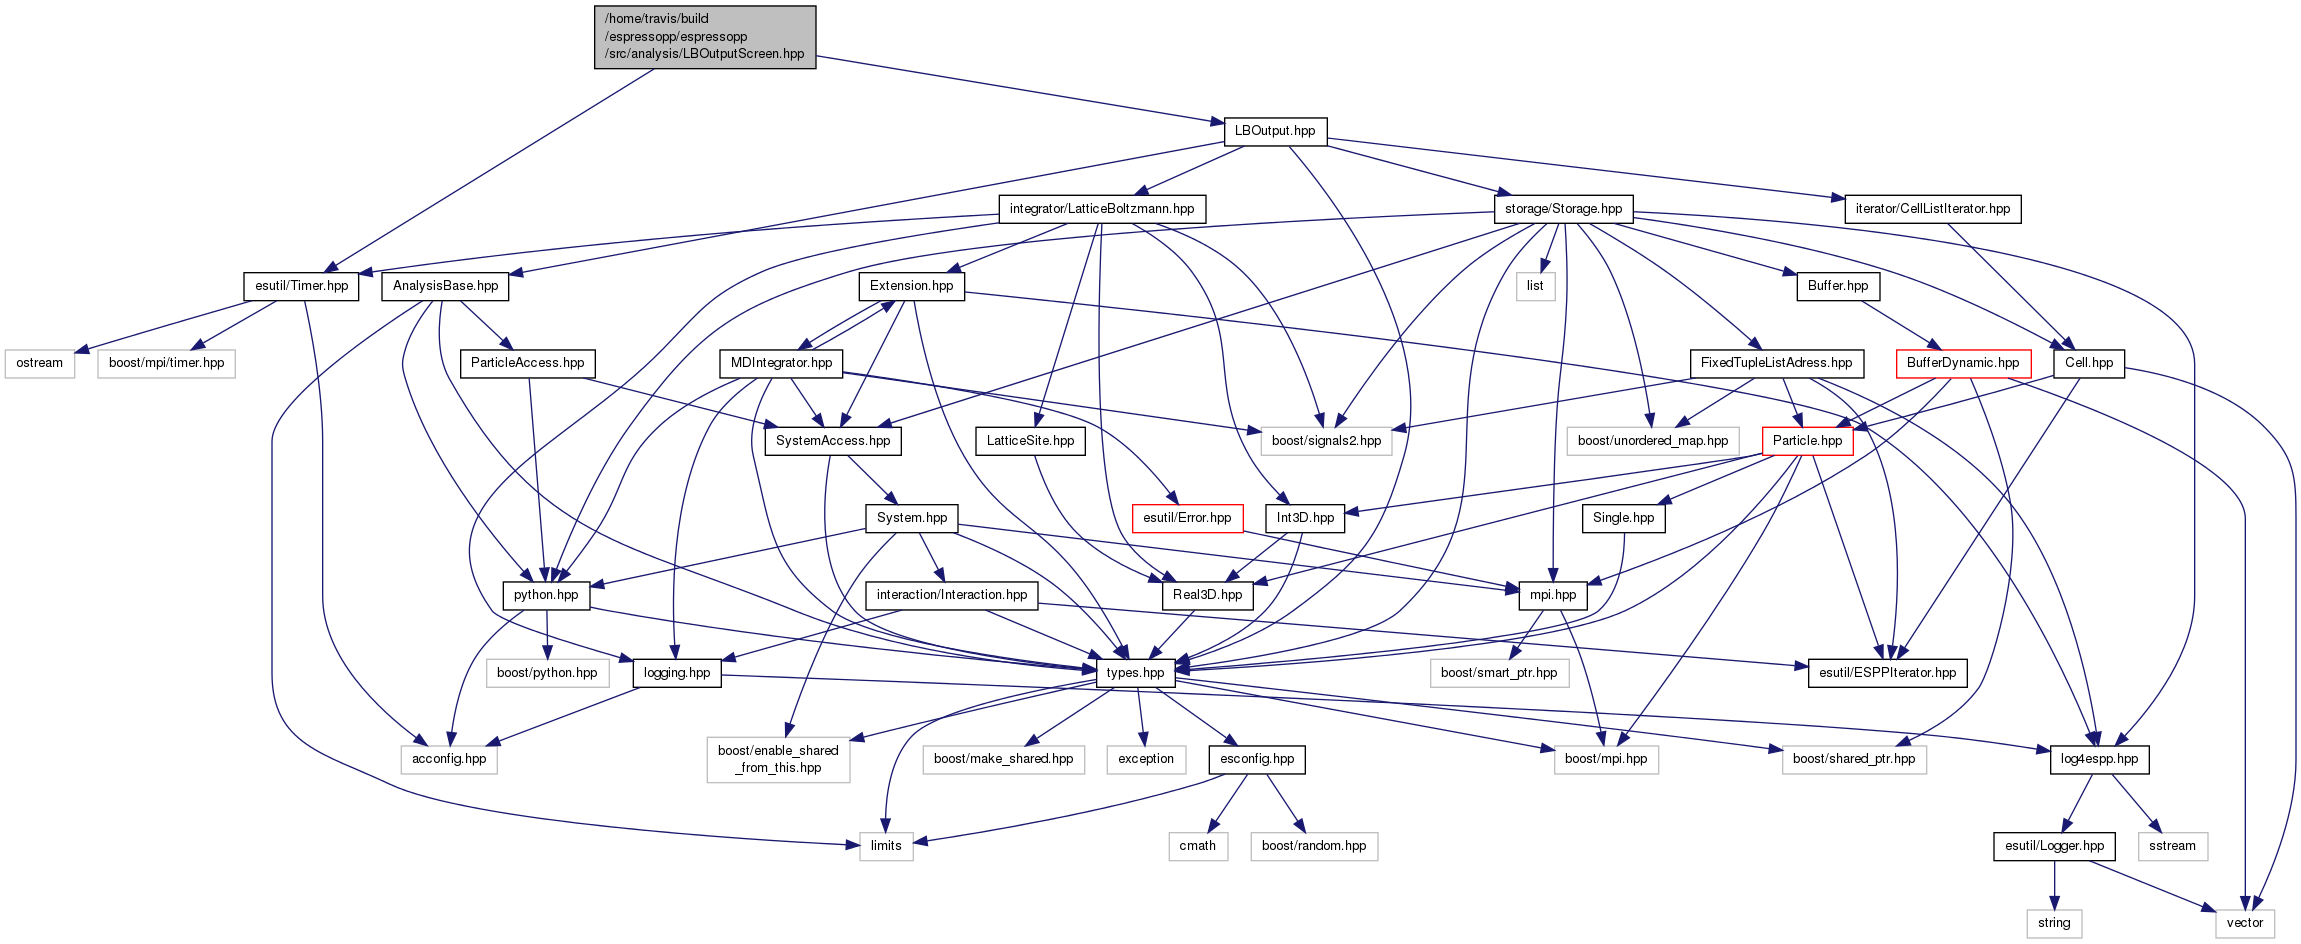 /home/travis/build
/espressopp/espressopp
/src/analysis/LBOutputScreen.hpp
LBOutput.hpp
integrator/LatticeBoltzmann.hpp
storage/Storage.hpp
iterator/CellListIterator.hpp
esutil/Timer.hpp
AnalysisBase.hpp
Extension.hpp
list
Buffer.hpp
ostream
boost/mpi/timer.hpp
ParticleAccess.hpp
MDIntegrator.hpp
FixedTupleListAdress.hpp
BufferDynamic.hpp
Cell.hpp
SystemAccess.hpp
LatticeSite.hpp
boost/signals2.hpp
boost/unordered_map.hpp
Particle.hpp
System.hpp
esutil/Error.hpp
Int3D.hpp
Single.hpp
python.hpp
interaction/Interaction.hpp
Real3D.hpp
mpi.hpp
boost/python.hpp
logging.hpp
types.hpp
boost/smart_ptr.hpp
esutil/ESPPIterator.hpp
acconfig.hpp
boost/enable_shared
_from_this.hpp
boost/make_shared.hpp
exception
esconfig.hpp
boost/mpi.hpp
boost/shared_ptr.hpp
log4espp.hpp
limits
cmath
boost/random.hpp
esutil/Logger.hpp
sstream
string
vector